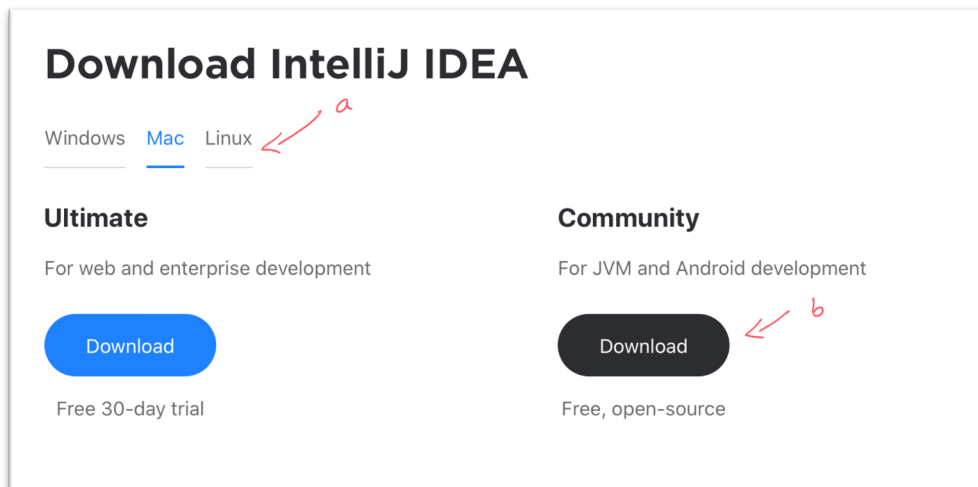 Download IntelliJ IDEA
a
Windows Mac Linux
Ultimate
For web and enterprise development
Download
Free 30-day trial
Community
For JVM and Android development
b
Download
Free, open-source